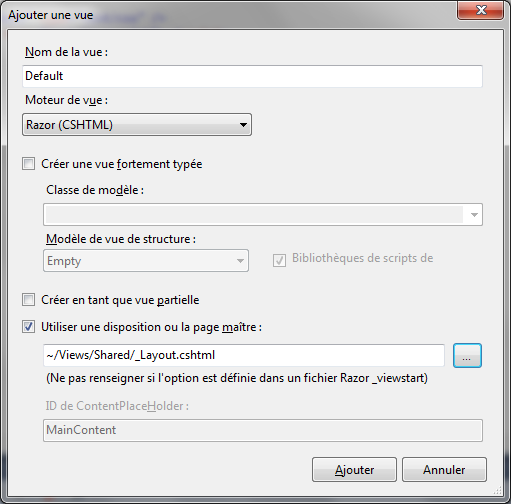 Ajouter une vue
Nom de la vue :
Default
Moteur de vue :
Razor (CSHTML)
Créer une vue fortement typée
Classe de modèle :
Modèle de vue de structure :
Empty
Bibliothèques de scripts de
Créer en tant que vue partielle
Utiliser une disposition ou la page maître :
~/Views/Shared/_Layout.cshtml
...
(Ne pas renseigner si l'option est définie dans un fichier Razor _viewstart)
ID de ContentPlaceHolder :
MainContent
Ajouter
Annuler